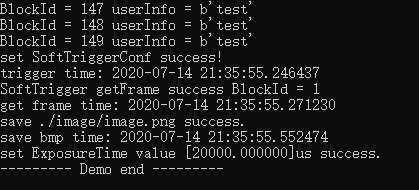 BlockId = 147 userInfo = b'test'
BlockId = 148 userInfo = b'test'
BlockId = 149 userInfo = b'test'
set SoftTriggerConf success!
trigger time: 2020-07-14 21:35:55.246437
SoftTrigger getFrame success BlockId = 1
get frame time: 2020-07-14 21:35:55.271230
save ./image/image.png success.
save bmp time: 2020-07-14 21:35:55.552474
set ExposureTime value [20000.000000]us success.
--------- Demo end ---------